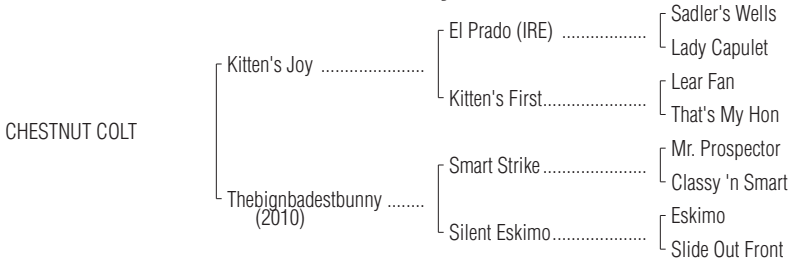 Sadler's Wells
El Prado (IRE) ..................
Lady Capulet
Kitten's Joy ......................
Lear Fan
Kitten's First......................
That's My Hon
CHESTNUT COLT
Mr. Prospector
Smart Strike......................
Classy 'n Smart
Thebignbadestbunny ........
(2010)
Eskimo
Silent Eskimo....................
Slide Out Front